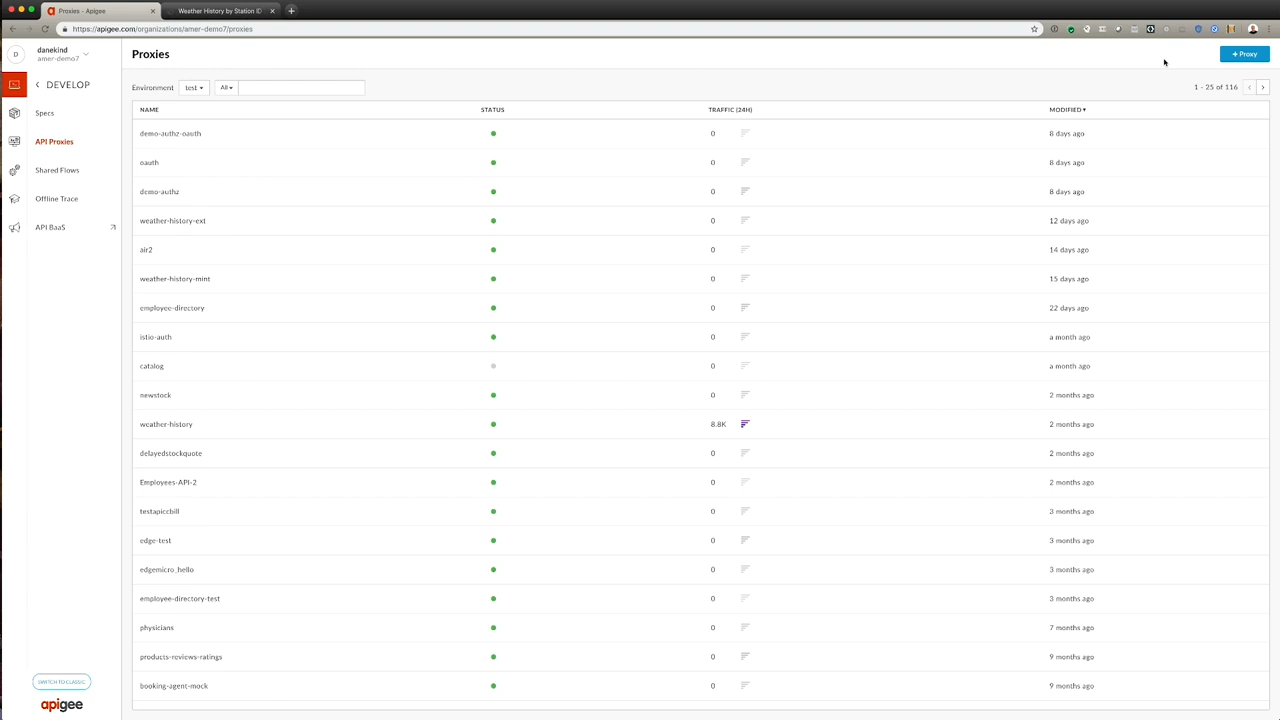 Proxies - Apigee
Weather History by Station ID
https://apigee.com/organizations/amer-demo7/proxies
D
danekind
amer-demo7
DEVELOP
Specs
API Proxies
Shared Flows
Offline Trace
API BaaS
SWITCH TO CLASSIC
apigee
Proxies
+ Proxy
Environment test All
1 - 25 of 116
NAME STATUS TRAFFIC (24H) MODIFIED
demo-authz-oauth 0 8 days ago
oauth 0 8 days ago
demo-authz 0 8 days ago
weather-history-ext 0 12 days ago
air2 0 14 days ago
weather-history-mint 0 15 days ago
employee-directory 0 22 days ago
istio-auth 0 a month ago
catalog 0 a month ago
newstock 0 2 months ago
weather-history 8.8K 2 months ago
delayedstockquote 0 2 months ago
Employees-API-2 0 2 months ago
0 3 months ago
edge-test 0 3 months ago
edgemicro_hello 0 3 months ago
employee-directory-test 0 3 months ago
physicians 0 7 months ago
products-reviews-ratings 0 9 months ago
booking-agent-mock 0 9 months ago